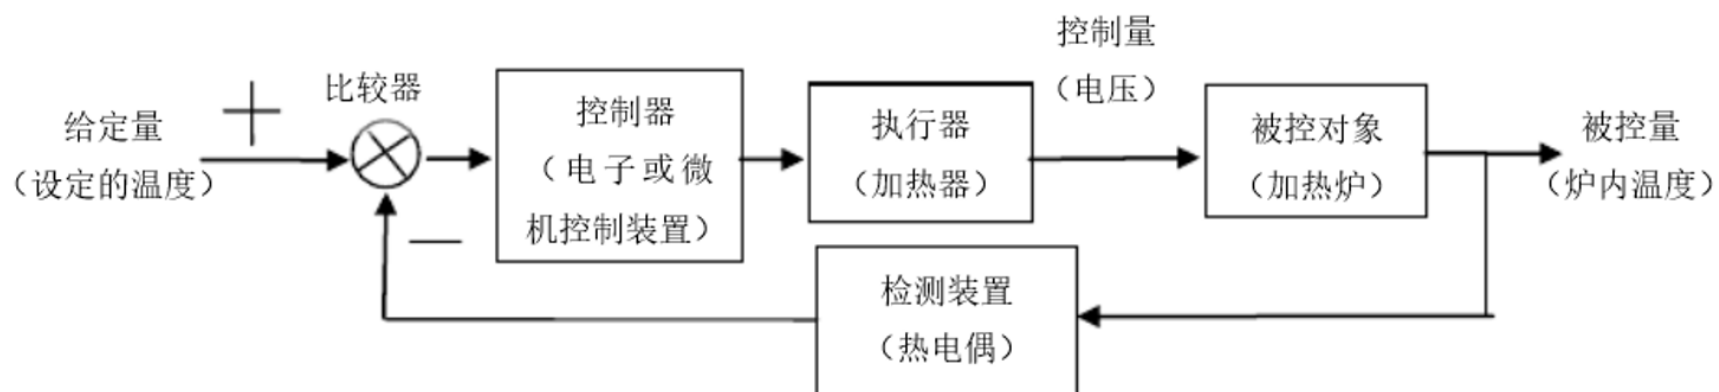 给定量
（设定的温度）
比较器
控制器
（电子或微
机控制装置）
执行器
（加热器）
控制量
（电压）
被控对象
（加热炉）
被控量
（炉内温度）
检测装置
（热电偶）